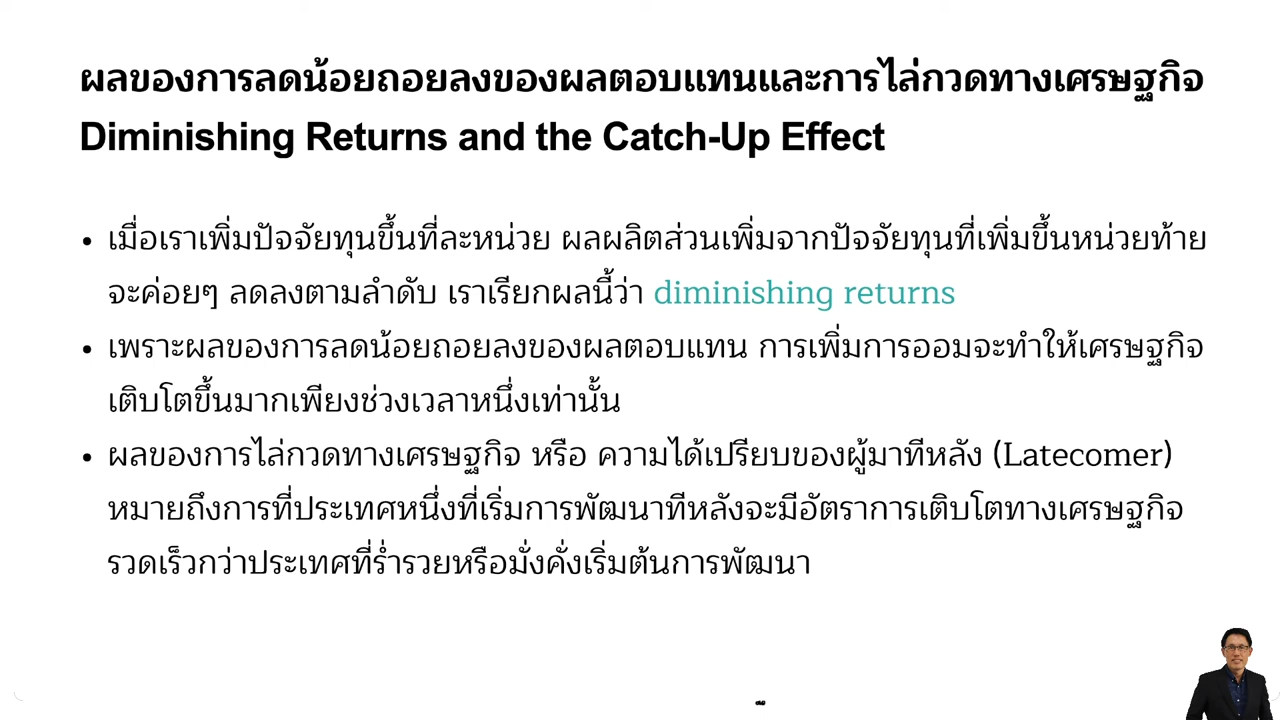 ผลของการลดน้อยถอยลงของผลตอบแทนและการไล่กวดทางเศรษฐกิจ
Diminishing Returns and the Catch-Up Effect
• เมื่อเราเพิ่มปัจจัยทุนขึ้นทีละหน่วย ผลผลิตส่วนเพิ่มจากปัจจัยทุนที่เพิ่มขึ้นหน่วยท้าย
จะค่อยๆ ลดลงตามลำดับ เราเรียกผลนี้ว่า diminishing returns
• เพราะผลของการลดน้อยถอยลงของผลตอบแทน การเพิ่มการออมจะทำให้เศรษฐกิจ
เติบโตขึ้นมากเพียงช่วงเวลาหนึ่งเท่านั้น
• ผลของการไล่กวดทางเศรษฐกิจ หรือ ความได้เปรียบของผู้มาทีหลัง (Latecomer)
หมายถึงการที่ประเทศหนึ่งที่เริ่มการพัฒนาทีหลังจะมีอัตราการเติบโตทางเศรษฐกิจ
รวดเร็วกว่าประเทศที่ร่ำรวยหรือมั่งคั่งเริ่มต้นการพัฒนา